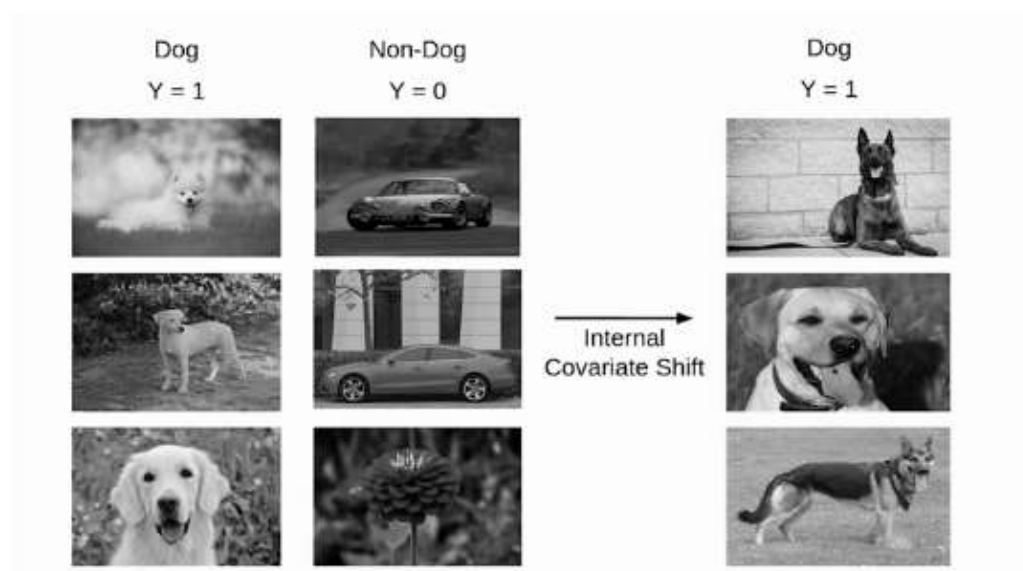 Dog
Y = 1
Non-Dog
Y = 0
Internal
Covariate Shift
Dog
Y = 1